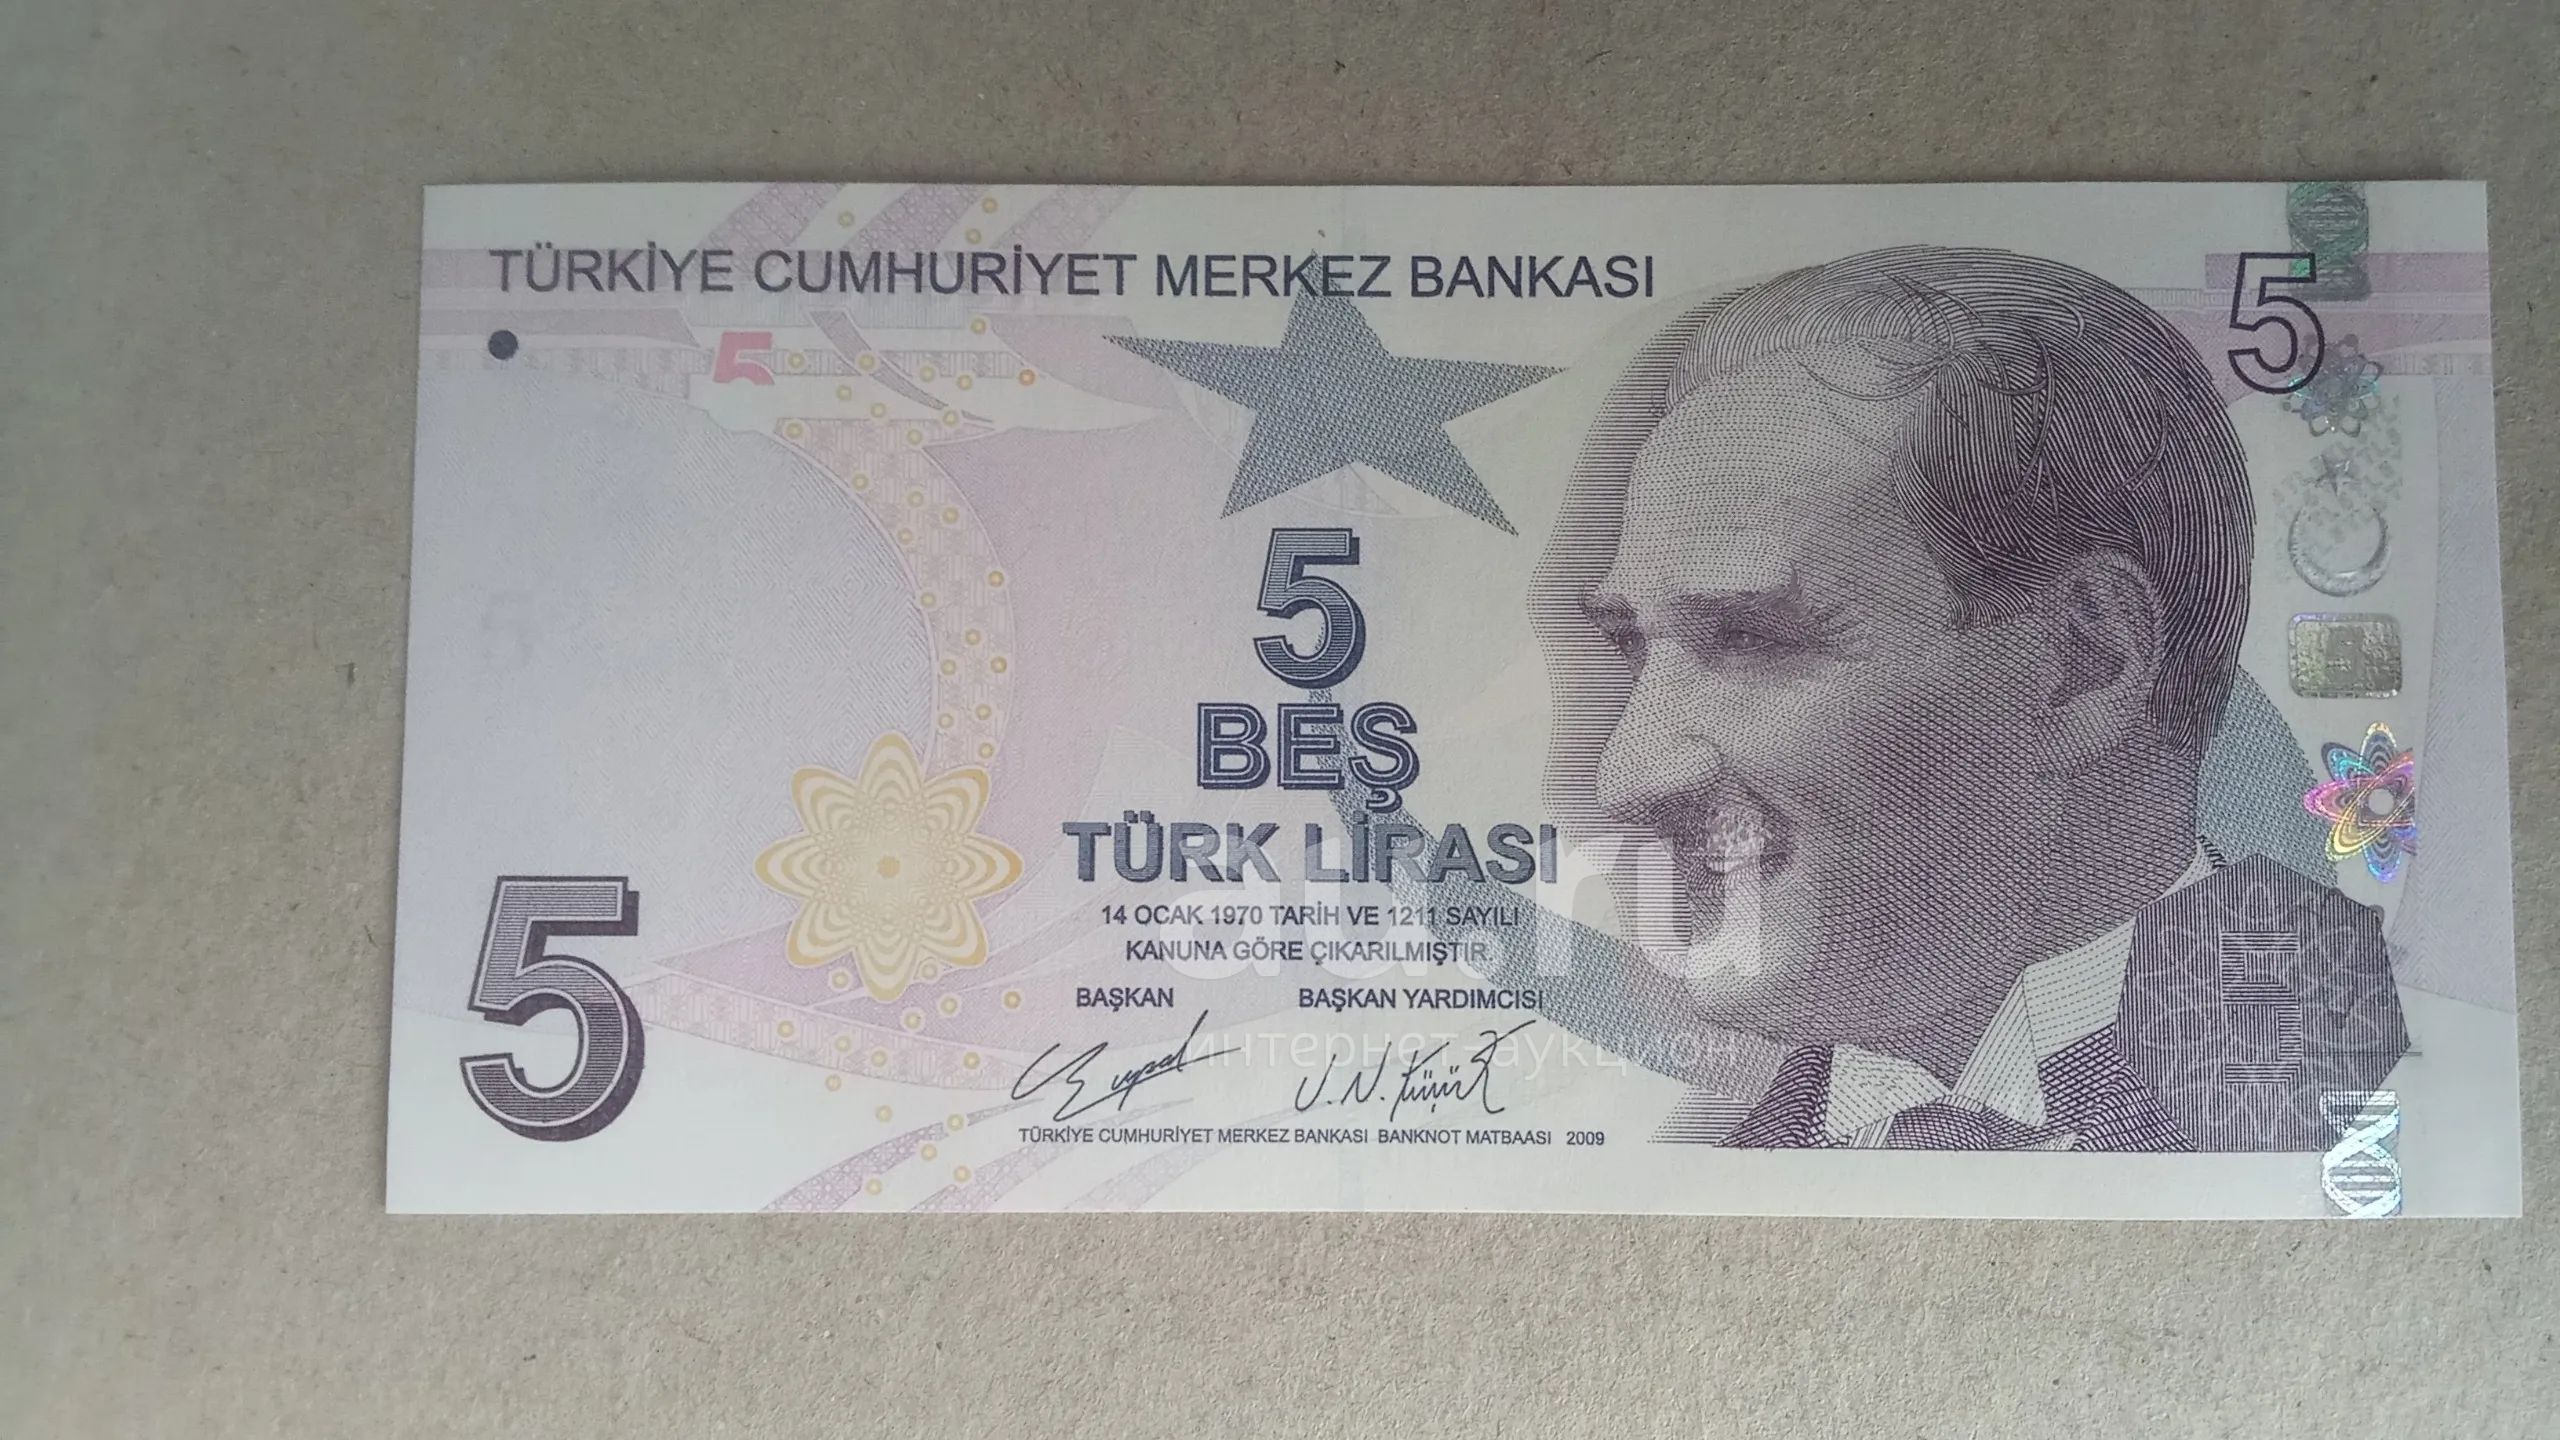 TÜRKİYE CUMHURİYET MERKEZ BANKASI
5
5
5
BEŞ
TÜRK LİRASI
14 OCAK 1970 TARİH VE 1211 SAYILI
KANUNA GÖRE ÇIKARILMIŞTIR.
BAŞKAN BAŞKAN YARDIMCISI
5
TÜRKİYE CUMHURİYET MERKEZ BANKASI BANKNOT MATBAASI 2009
au.ru
интернет-аукцион